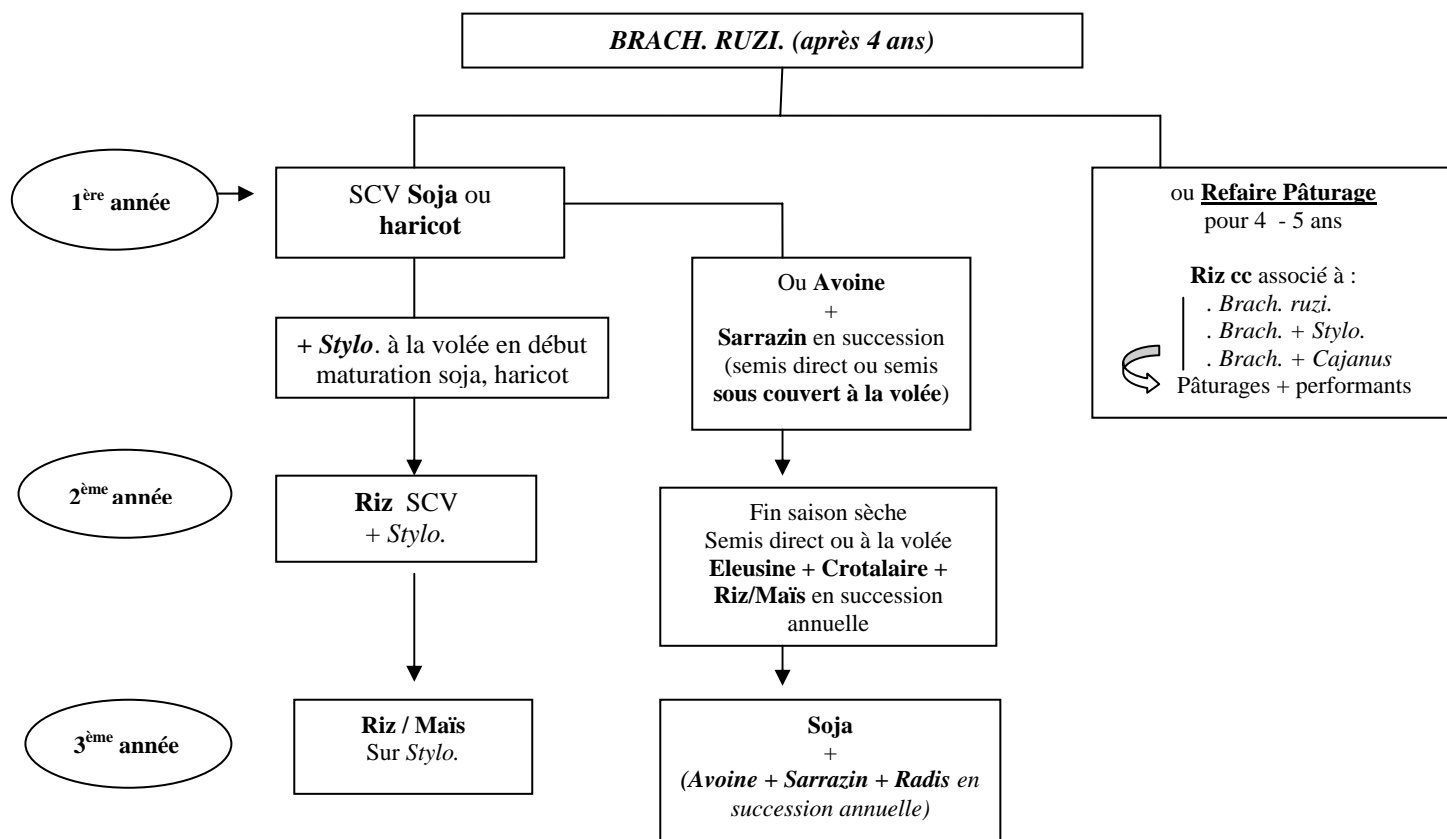 BRACH. RUZI. (après 4 ans)
1ère année
SCV Soja ou
haricot
ou Refaire Pâturage
pour 4 - 5 ans
Riz cc associé à :
. Brach. ruzi.
. Brach. + Stylo.
. Brach. + Cajanus
Pâturages + performants
Ou Avoine
+
Sarrazin en succession
(semis direct ou semis
sous couvert à la volée)
+ Stylo. à la volée en début
maturation soja, haricot
2ème année
Riz SCV
+ Stylo.
Fin saison sèche
Semis direct ou à la volée
Eleusine + Crotalaire +
Riz/Maïs en succession
annuelle
3ème année
Riz / Maïs
Sur Stylo.
Soja
+
(Avoine + Sarrazin + Radis en
succession annuelle)